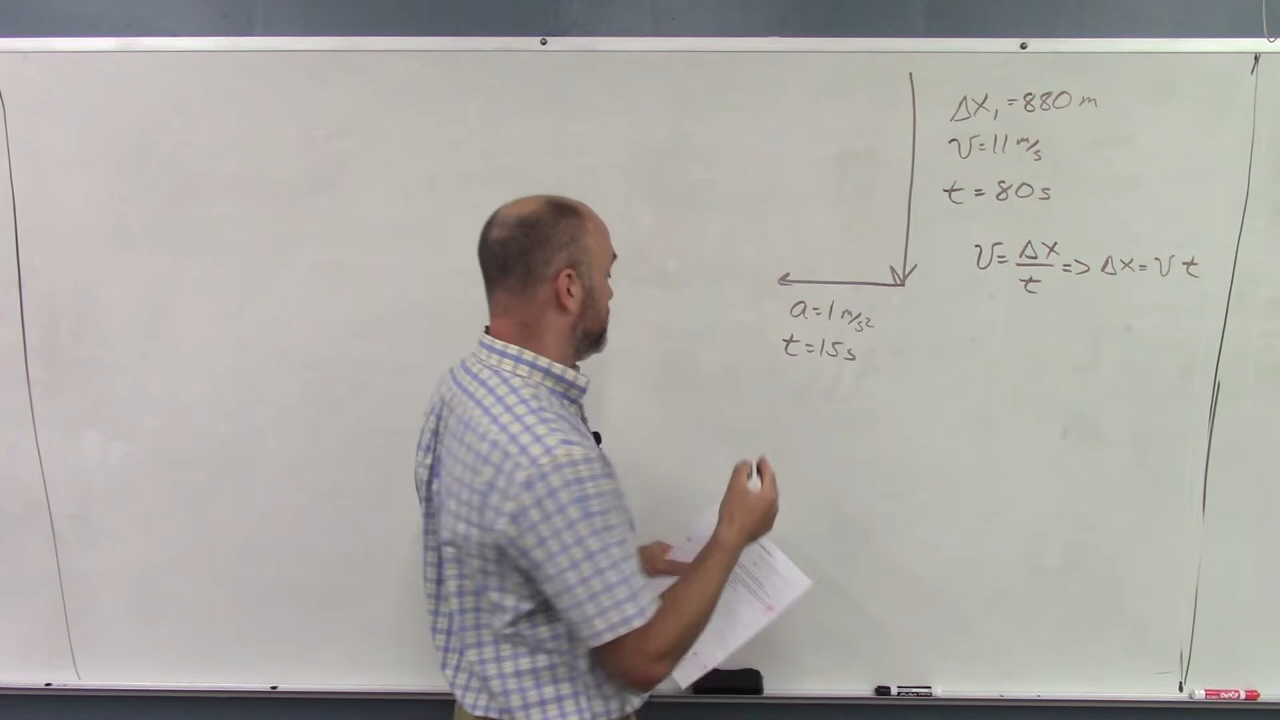 Δx₁ = 880 m
v = 11 m/s
t = 80 s
v = Δx/t => Δx = v t
a = 1 m/s²
t = 15 s